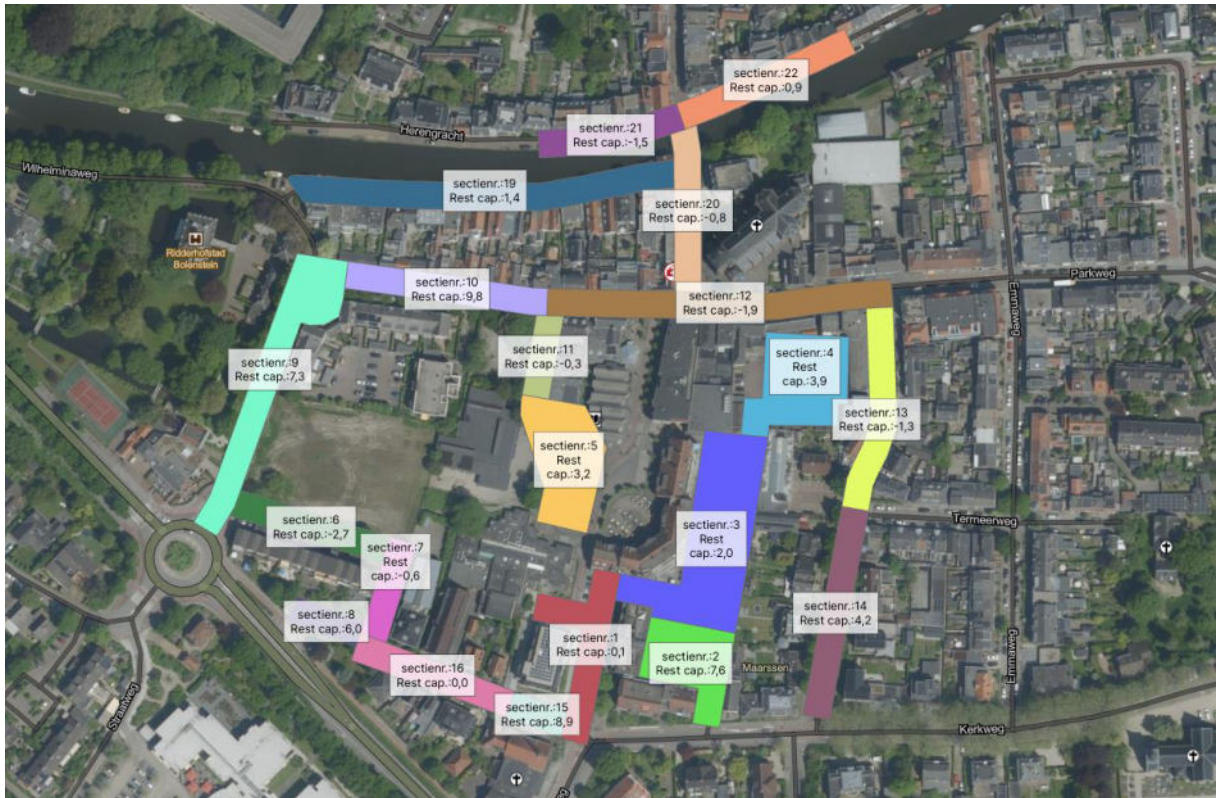 sectienr.:22
Rest cap.:0,9
sectienr.:21
Rest cap.:-1,5
Herengracht
Wilhelminaweg
sectienr.:19
Rest cap.:1,4
sectienr.:20
Rest cap.:-0,8
Ridderhofstad
Bolenstein
Parkweg
sectienr.:10
Rest cap.:9,8
sectienr.:12
Rest cap.:-1,9
Emmaweg
sectienr.:11
Rest cap.:-0,3
sectienr.:9
Rest cap.:7,3
sectienr.:4
Rest
cap.:3,9
sectienr.:13
Rest cap.:-1,3
sectienr.:5
Rest
cap.:3,2
sectienr.:6
Rest cap.:-2,7
sectienr.:3
Rest
cap.:2,0
Termeerweg
sectienr.:7
Rest
cap.:-0,6
sectienr.:8
Rest cap.:6,0
sectienr.:14
Rest cap.:4,2
sectienr.:1
Rest cap.:0,1
Emmaweg
sectienr.:2
Rest cap.:7,6
Maarssen
sectienr.:16
Rest cap.:0,0
Straatweg
sectienr.:15
Rest cap.:8,9
Kerkweg